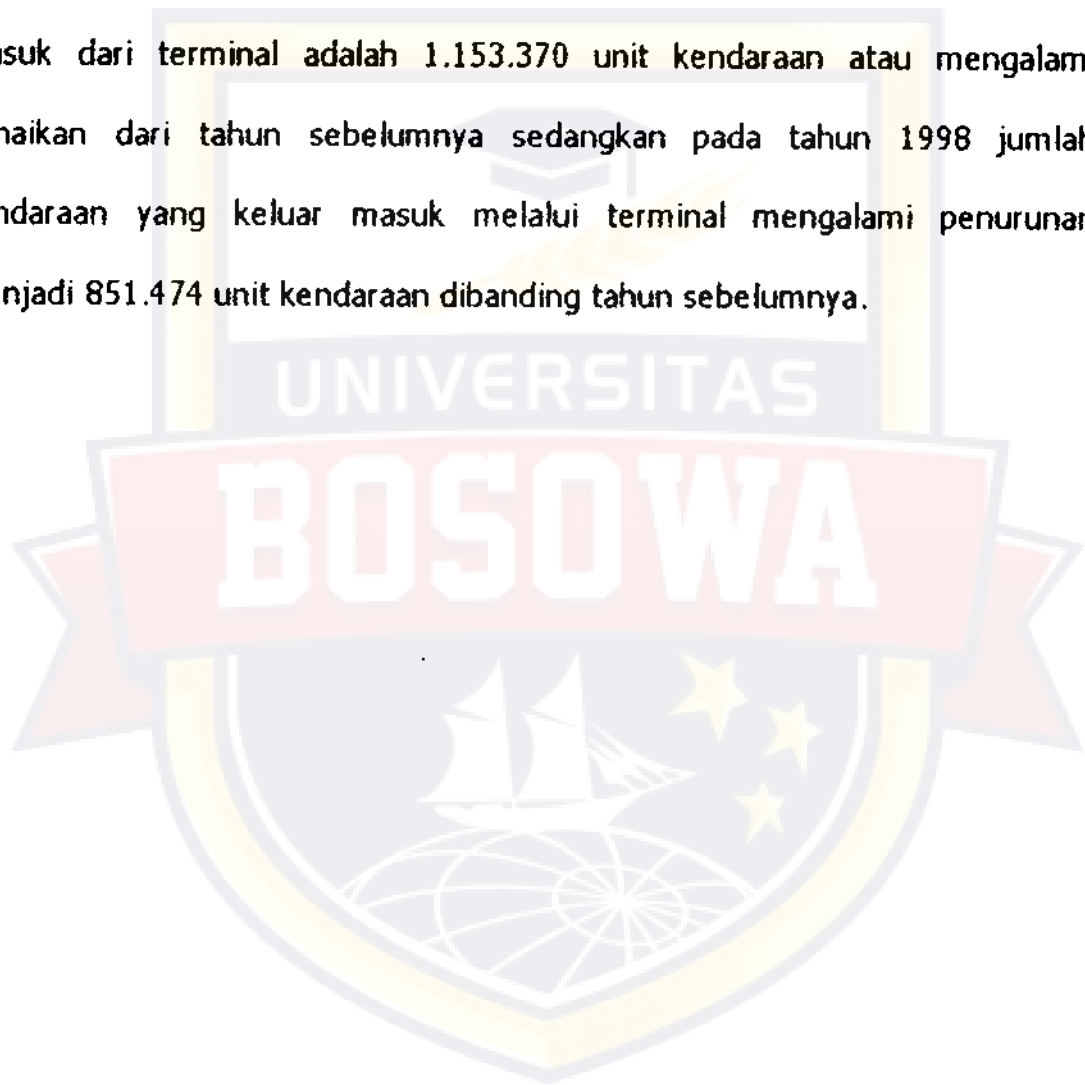 suk dari terminal adalah 1.153.370 unit kendaraan atau mengalam
naikan dari tahun sebelumnya sedangkan pada tahun 1998 jumlah
ndaraan yang keluar masuk melalui terminal mengalami penurunan
njadi 851.474 unit kendaraan dibanding tahun sebelumnya.
UNIVERSITAS
BOSOWA